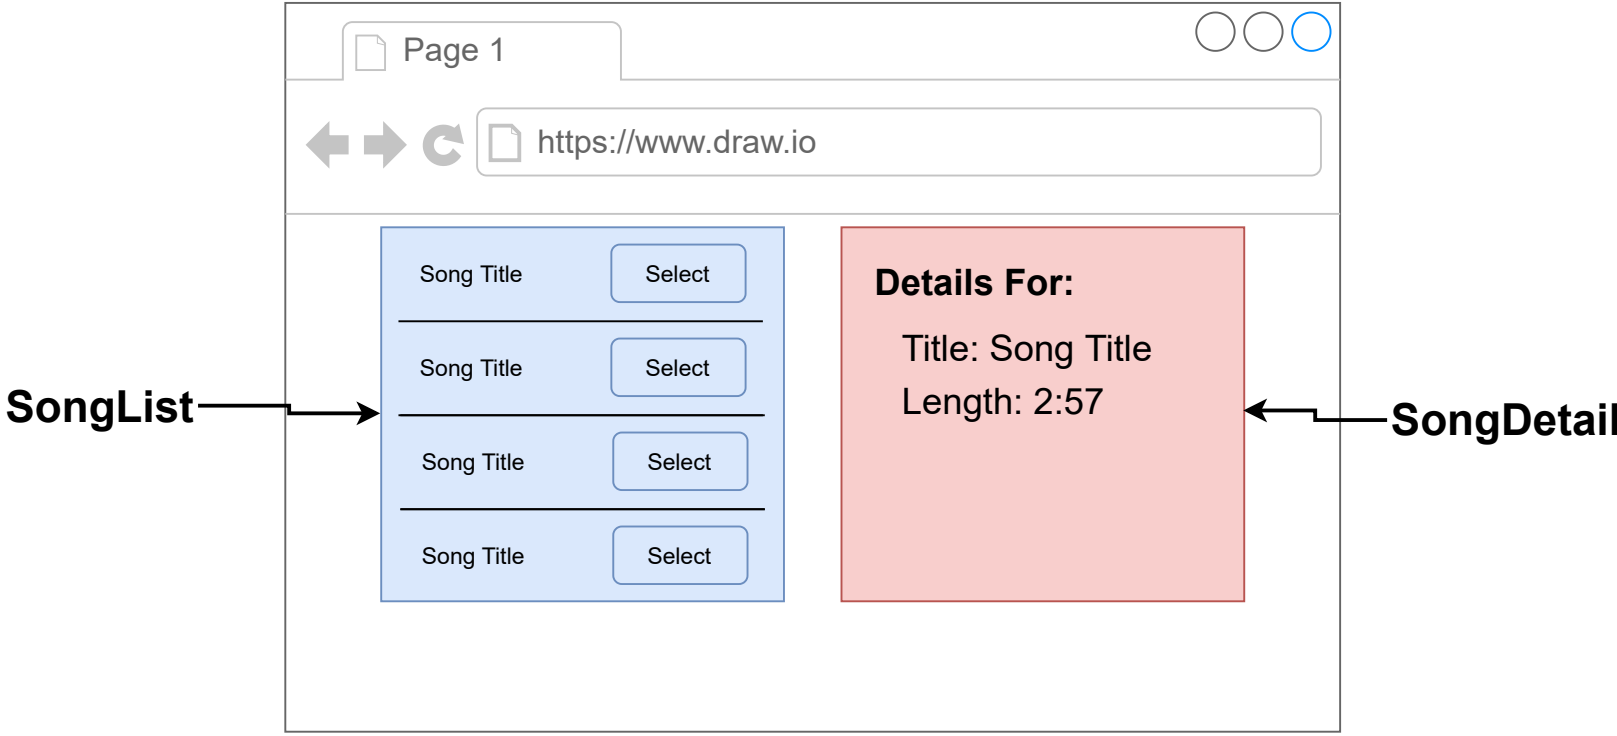 Page 1
https://www.draw.io
Song Title Select
Song Title Select
Song Title Select
Song Title Select
Details For:
Title: Song Title
Length: 2:57
SongList
SongDetail